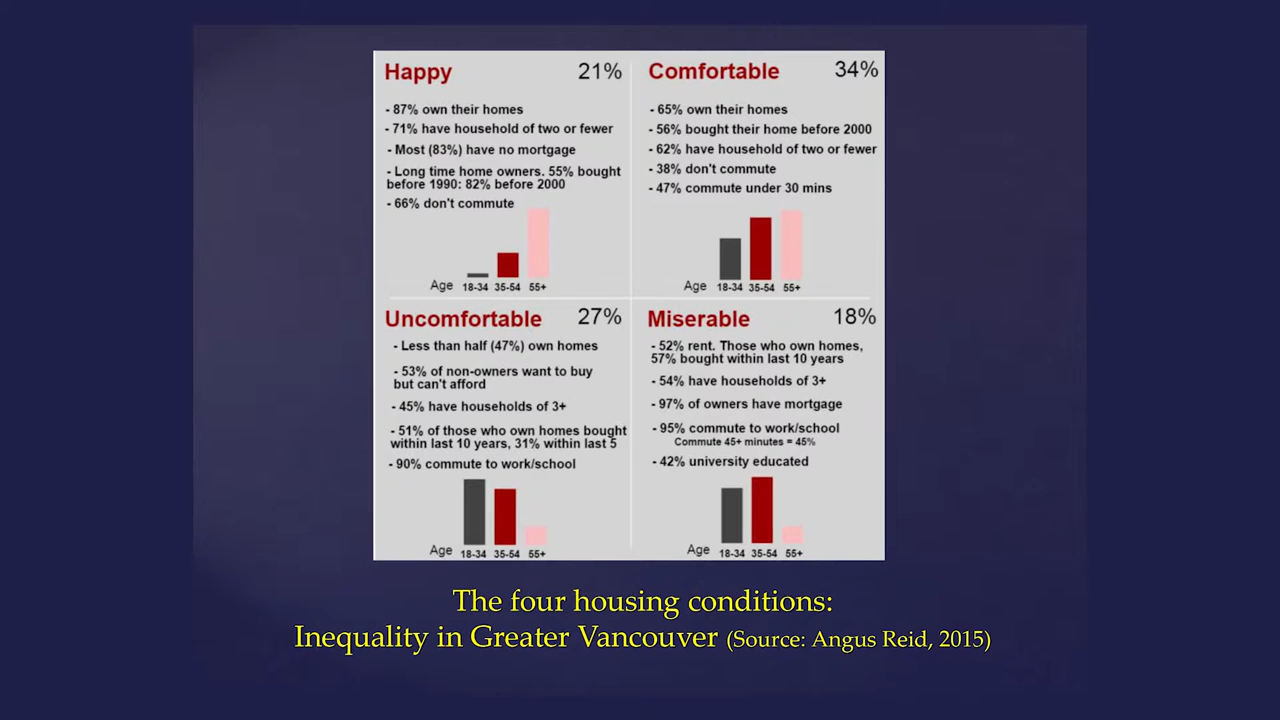 Happy 21%
- 87% own their homes
- 71% have household of two or fewer
- Most (83%) have no mortgage
- Long time home owners. 55% bought
before 1990: 82% before 2000
- 66% don't commute
Age 18-34 35-54 55+
Comfortable 34%
- 65% own their homes
- 56% bought their home before 2000
- 62% have household of two or fewer
- 38% don't commute
- 47% commute under 30 mins
Age 18-34 35-54 55+
Uncomfortable 27%
- Less than half (47%) own homes
- 53% of non-owners want to buy
but can't afford
- 45% have households of 3+
- 51% of those who own homes bought
within last 10 years, 31% within last 5
- 90% commute to work/school
Age 18-34 35-54 55+
Miserable 18%
- 52% rent. Those who own homes,
57% bought within last 10 years
- 54% have households of 3+
- 97% of owners have mortgage
- 95% commute to work/school
Commute 45+ minutes = 45%
- 42% university educated
Age 18-34 35-54 55+
The four housing conditions:
Inequality in Greater Vancouver (Source: Angus Reid, 2015)